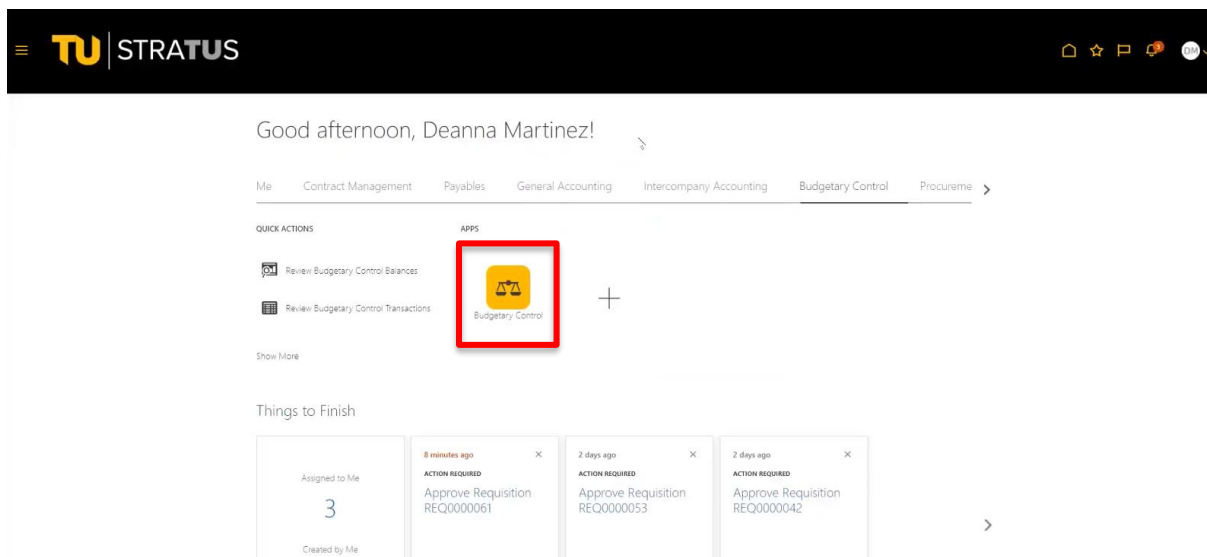 TU STRATUS
3
DM
Good afternoon, Deanna Martinez!
Me Contract Management Payables General Accounting Intercompany Accounting Budgetary Control Procureme
QUICK ACTIONS APPS
Review Budgetary Control Balances
Review Budgetary Control Transactions
Budgetary Control
Show More
Things to Finish
Assigned to Me
3
Created by Me
8 minutes ago
ACTION REQUIRED
Approve Requisition
REQ0000061
2 days ago
ACTION REQUIRED
Approve Requisition
REQ0000053
2 days ago
ACTION REQUIRED
Approve Requisition
REQ0000042